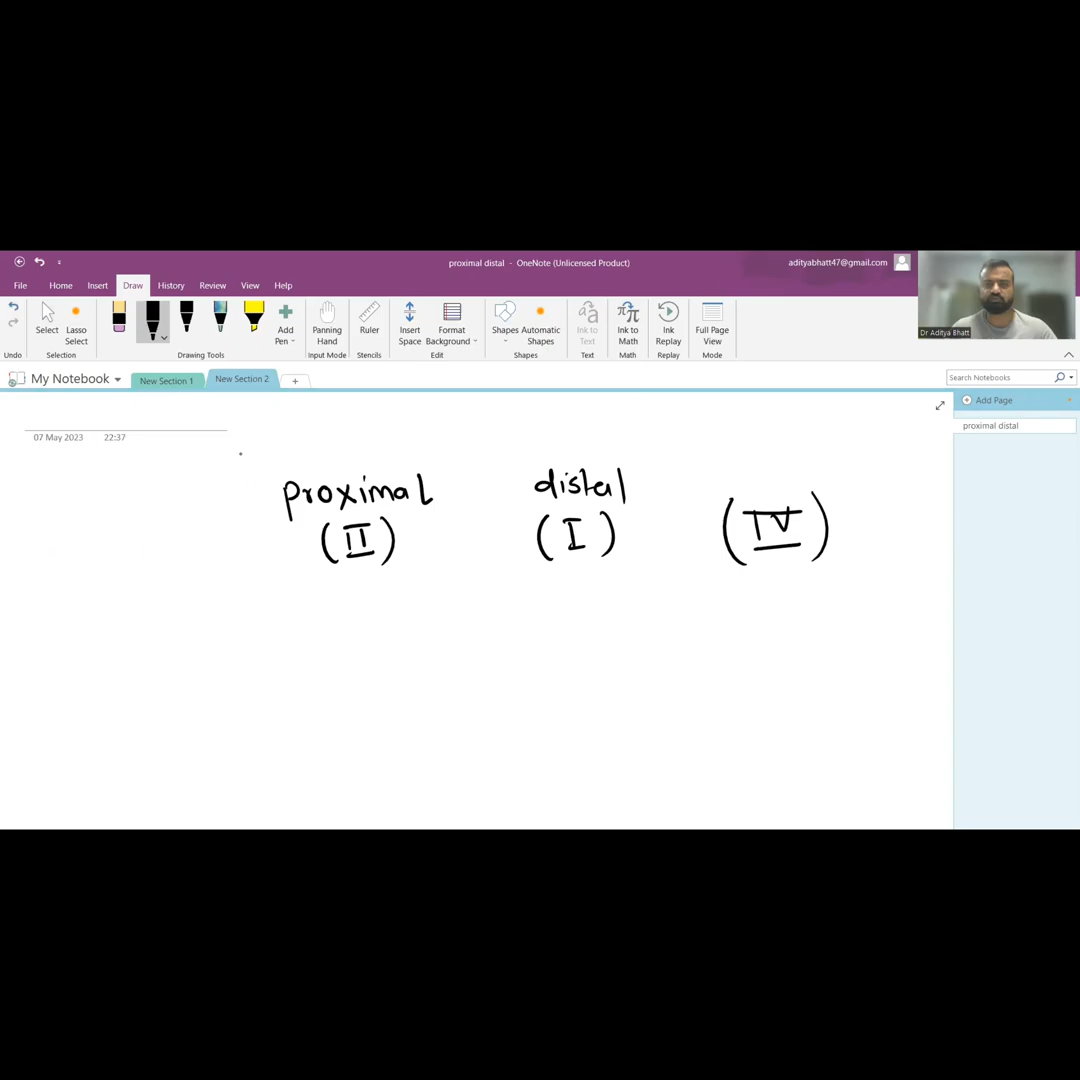 proximal distal - OneNote (Unlicensed Product)
adityabhatt47@gmail.com
File Home Insert Draw History Review View Help
Select
Lasso Select
Add Pen
Panning Hand
Ruler
Insert Space
Format Background
Shapes
Automatic Shapes
Ink to Text
Ink to Math
Ink Replay
Full Page View
Undo Selection Drawing Tools Input Mode Stencils Edit Shapes Text Math Replay Mode
Dr Aditya Bhatt
My Notebook New Section 1 New Section 2 +
Search Notebooks
Add Page
proximal distal
07 May 2023 22:37
proximal distal
(II) (I) (IV)